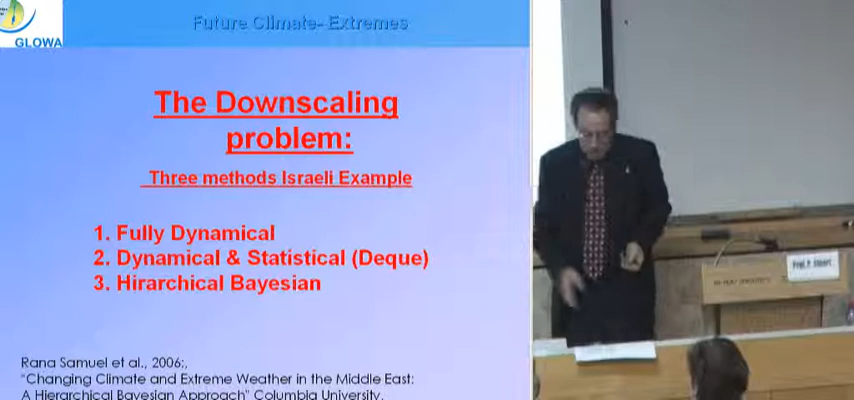 GLOWA
Future Climate- Extremes
The Downscaling
problem:
Three methods Israeli Example
1. Fully Dynamical
2. Dynamical & Statistical (Deque)
3. Hirarchical Bayesian
Rana Samuel et al., 2006:,
"Changing Climate and Extreme Weather in the Middle East:
A Hierarchical Bayesian Approach" Columbia University.
Prof. P. Alpert